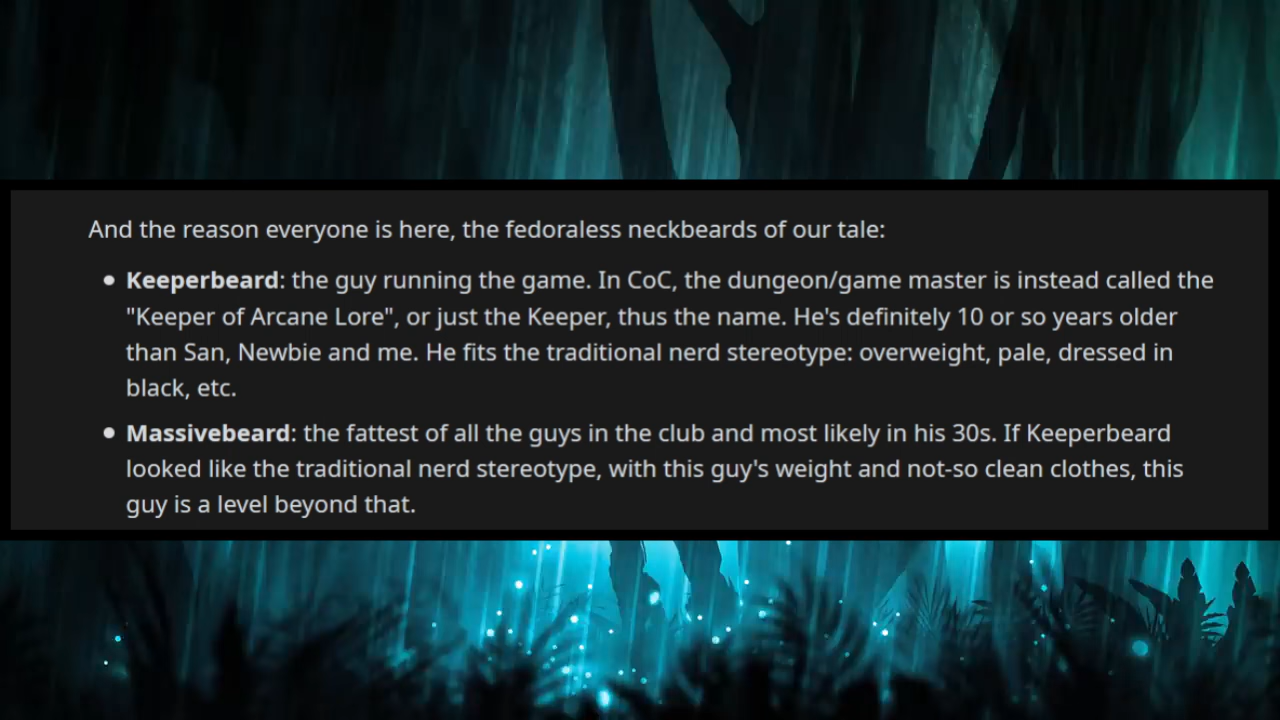 And the reason everyone is here, the fedoraless neckbeards of our tale:
• Keeperbeard: the guy running the game. In CoC, the dungeon/game master is instead called the
"Keeper of Arcane Lore", or just the Keeper, thus the name. He's definitely 10 or so years older
than San, Newbie and me. He fits the traditional nerd stereotype: overweight, pale, dressed in
black, etc.
• Massivebeard: the fattest of all the guys in the club and most likely in his 30s. If Keeperbeard
looked like the traditional nerd stereotype, with this guy's weight and not-so clean clothes, this
guy is a level beyond that.